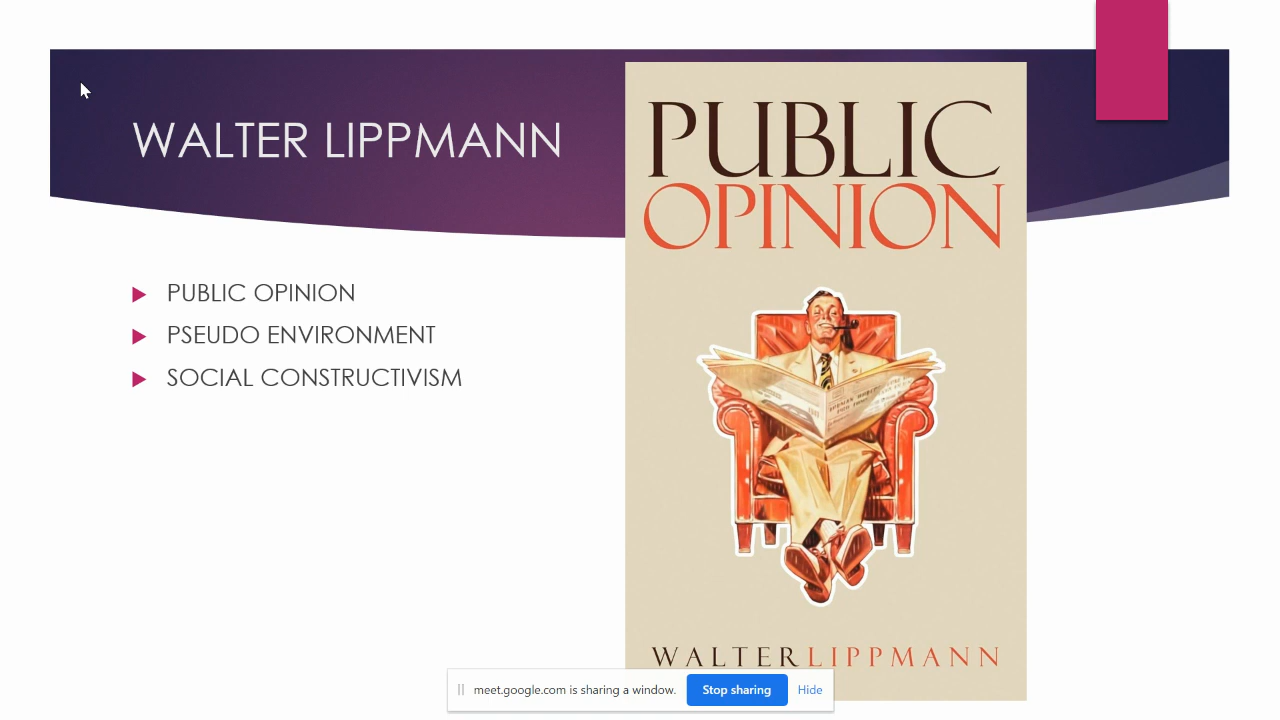 WALTER LIPPMANN
PUBLIC OPINION
PSEUDO ENVIRONMENT
SOCIAL CONSTRUCTIVISM
PUBLIC
OPINION
WALTER LIPPMANN
meet.google.com is sharing a window.
Stop sharing
Hide